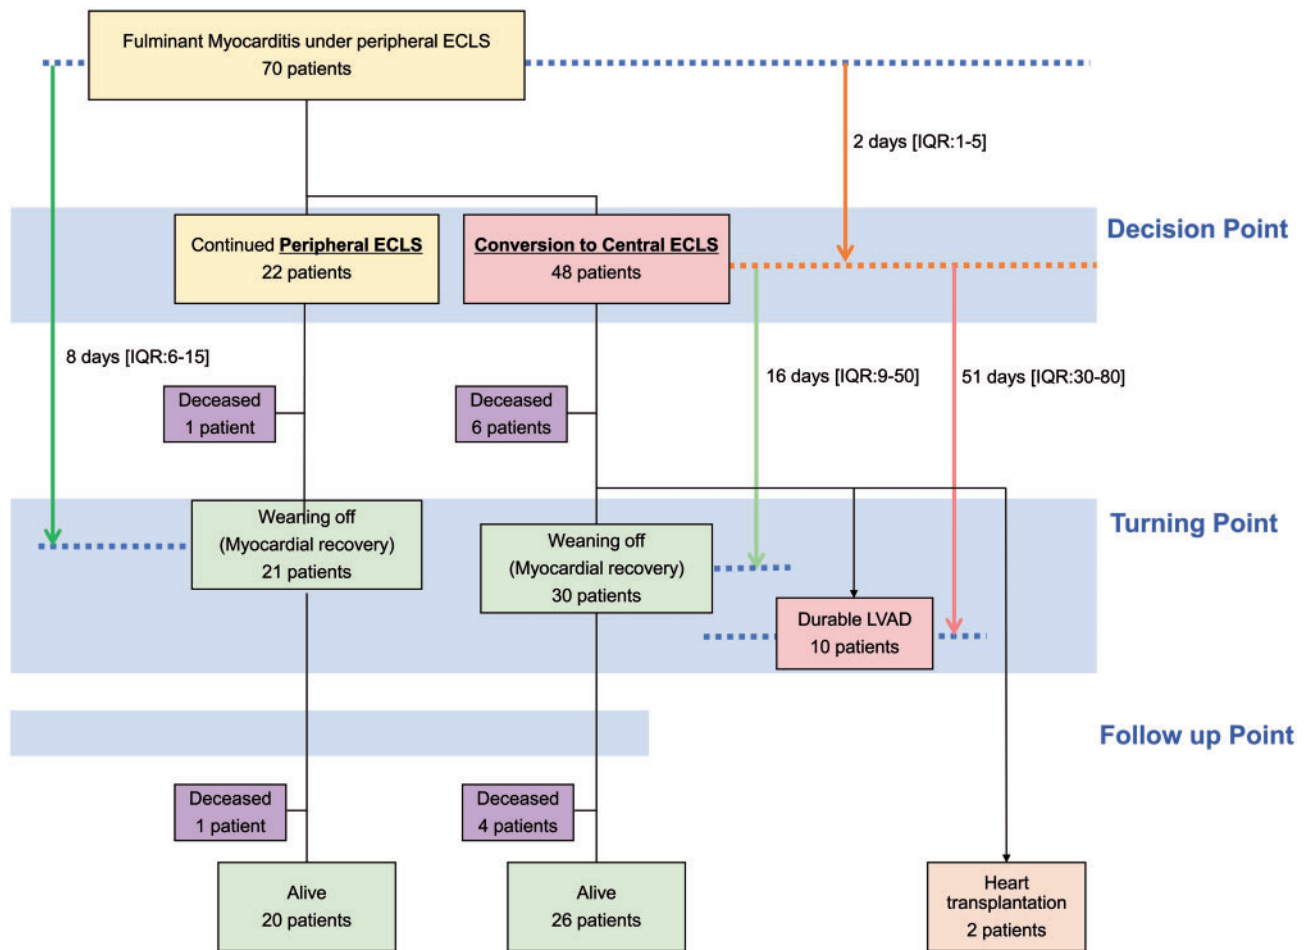 Fulminant Myocarditis under peripheral ECLS
70 patients
2 days [IQR:1-5]
Decision Point
Continued Peripheral ECLS
22 patients
Conversion to Central ECLS
48 patients
8 days [IQR:6-15]
16 days [IQR:9-50]
51 days [IQR:30-80]
Deceased
1 patient
Deceased
6 patients
Turning Point
Weaning off
(Myocardial recovery)
21 patients
Weaning off
(Myocardial recovery)
30 patients
Durable LVAD
10 patients
Follow up Point
Deceased
1 patient
Deceased
4 patients
Alive
20 patients
Alive
26 patients
Heart
transplantation
2 patients